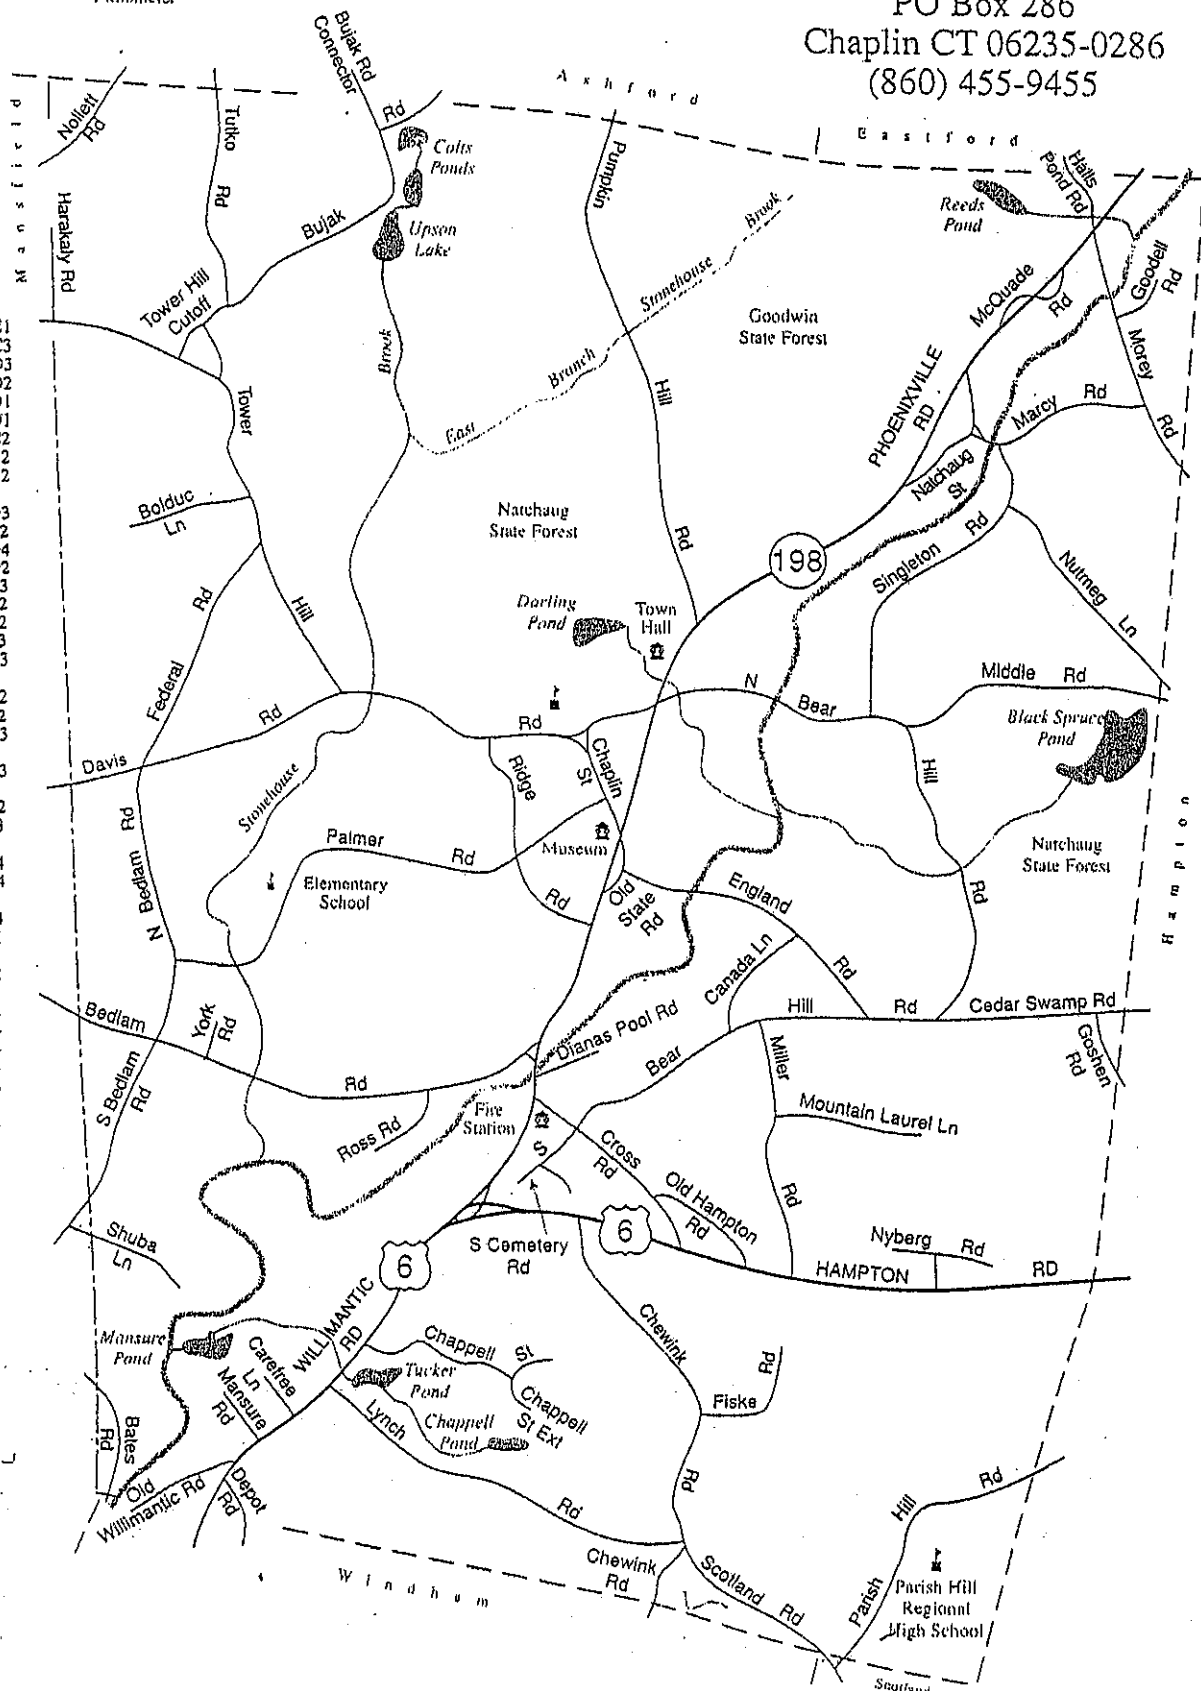 PO Box 286
Chaplin CT 06235-0286
(860) 455-9455
Ashford
Eastford
Mansfield
Bujak Rd
Connector
Rd
Nollett
Rd
Tutko
Rd
Colts
Ponds
Pumpkin
Halls
Pond Rd
Reeds
Pond
Harakaly Rd
Bujak
Upson
Lake
Stonehouse
Brook
Goodell
Rd
Tower Hill
Cutoff
McQuade
Rd
Goodwin
State Forest
Brook
Branch
East
Hill
Morey
Rd
Tower
PHOENIXVILLE
RD
Marcy
Rd
Bolduc
Ln
Natchaug
St
Natchaug
State Forest
Rd
198
Singleton
Rd
Nutmeg
Ln
Federal
Rd
Hill
Darling
Pond
Town
Hall
Middle Rd
N
Bear
Black Spruce
Pond
Rd
Rd
Davis
Ridge
Chaplin
St
Hill
Hampton
Stonehouse
N Bedlam Rd
Palmer
Rd
Museum
Natchaug
State Forest
Elementary
School
Rd
Old
State
Rd
England
Rd
Rd
Canada Ln
Bedlam
York
Rd
Hill
Rd
Cedar Swamp Rd
Dianas Pool Rd
Goshen
Rd
S Bedlam
Rd
Rd
Bear
Miller
Mountain Laurel Ln
Fire
Station
Ross Rd
S
Cross
Rd
Old Hampton
Rd
Rd
Shuba
Ln
6
S Cemetery
Rd
6
Nyberg
Rd
HAMPTON
RD
WILLIMANTIC
RD
Mansure
Pond
Carefree
Ln
Chappell
St
Chewink
Tucker
Pond
Rd
Mansure
Rd
Chappell
St Ext
Fiske
Lynch
Chappell
Pond
Bates
Rd
Rd
Old
Willimantic Rd
Depot
Rd
Rd
Hill
Rd
Chewink
Rd
Scotland
Rd
Windham
Parish
Parish Hill
Regional
High School
Scotland